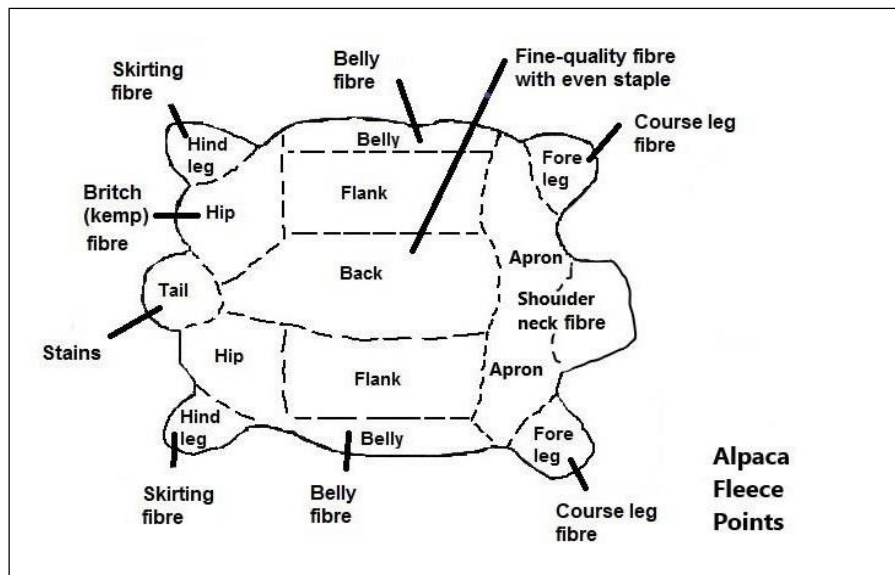 Skirting
fibre
Belly
fibre
Fine-quality fibre
with even staple
Course leg
fibre
Hind
leg
Belly
Fore
leg
Britch
(kemp)
fibre
Hip
Flank
Back
Apron
Tail
Shoulder
neck fibre
Stains
Hip
Flank
Apron
Hind
leg
Belly
Fore
leg
Skirting
fibre
Belly
fibre
Course leg
fibre
Alpaca
Fleece
Points